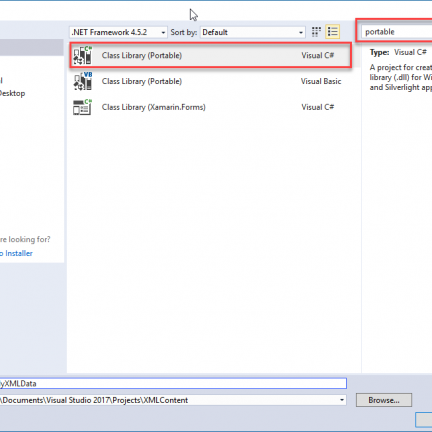 .NET Framework 4.5.2 Sort by: Default portable
Class Library (Portable) Visual C#
Class Library (Portable) Visual Basic
Class Library (Xamarin.Forms) Visual C#
Type: Visual C#
A project for creat
library (.dll) for Wi
and Silverlight app
Desktop
re looking for?
o Installer
yXMLData
\Documents\Visual Studio 2017\Projects\XMLContent
Browse...